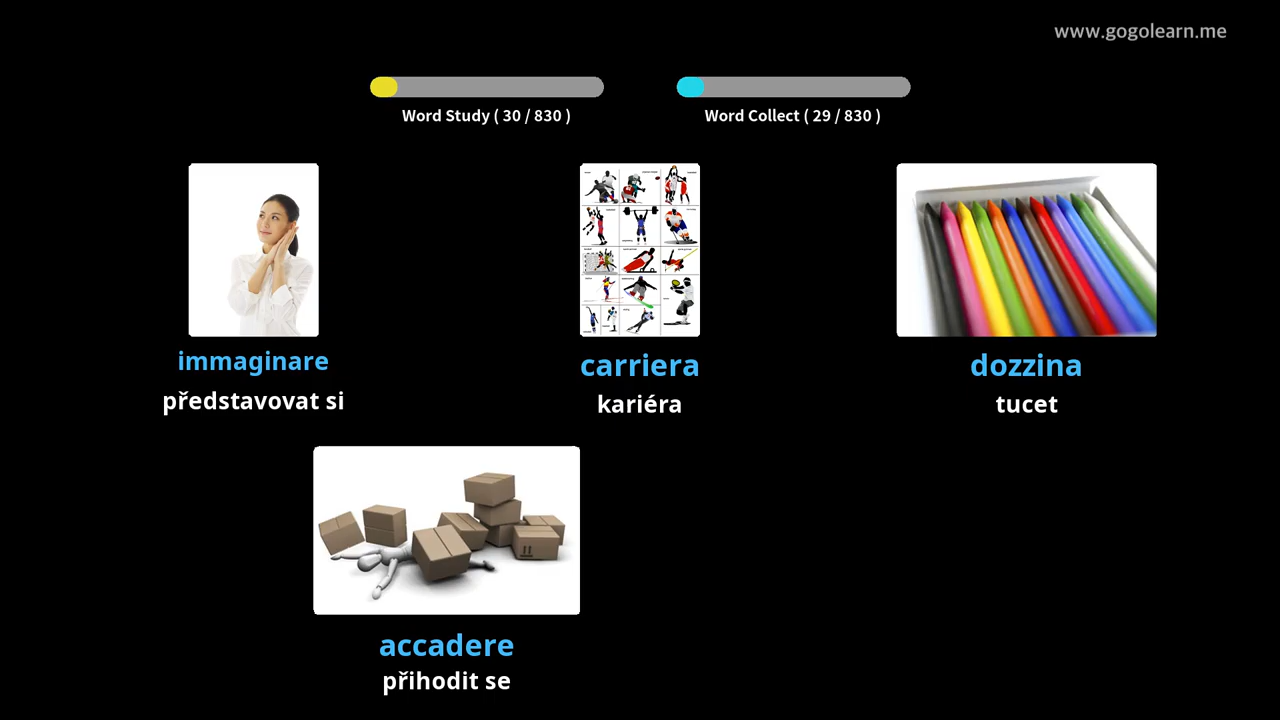 www.gogolearn.me
Word Study ( 30 / 830 )
Word Collect ( 29 / 830 )
immaginare
představovat si
carriera
kariéra
dozzina
tucet
accadere
přihodit se